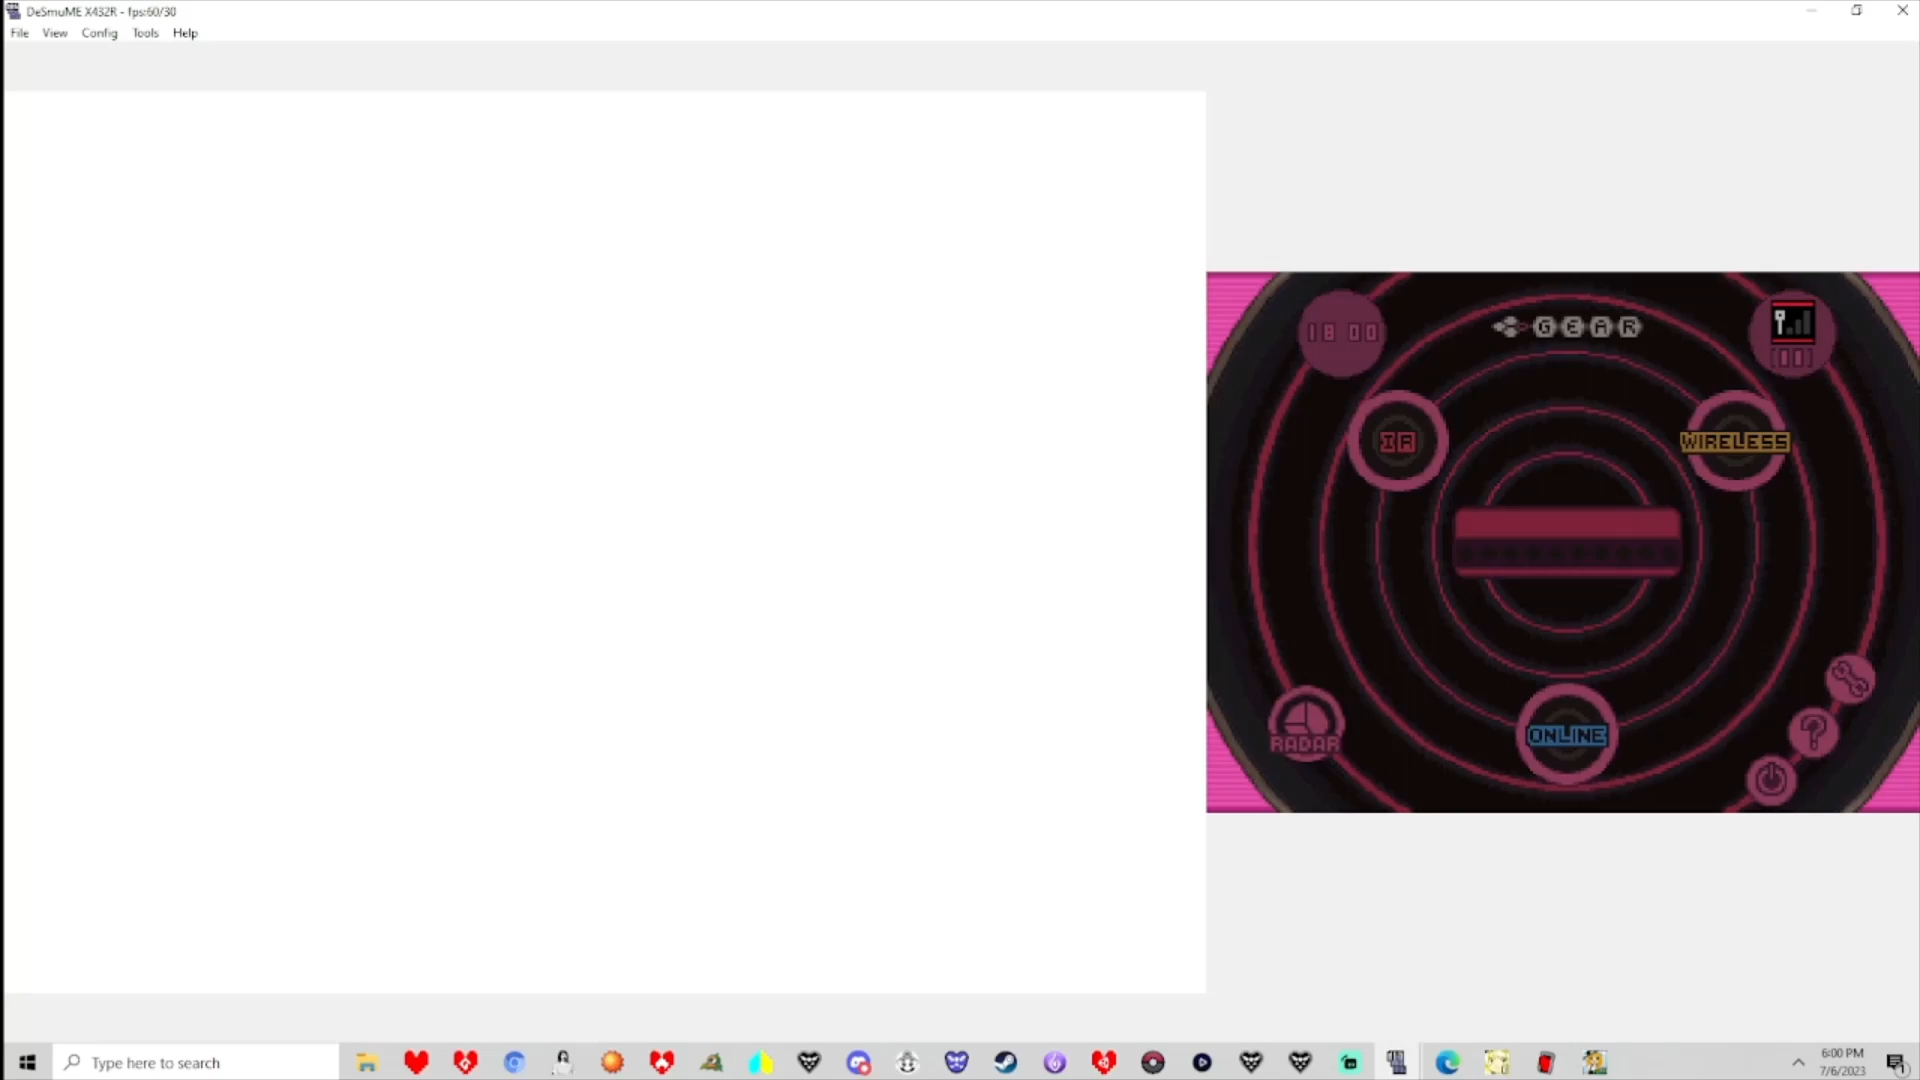 DeSmuME X432R - fps:60/30
File View Config Tools Help
18 00
GEAR
IR
WIRELESS
RADAR
ONLINE
?
Type here to search
6:00 PM
7/6/2023
1